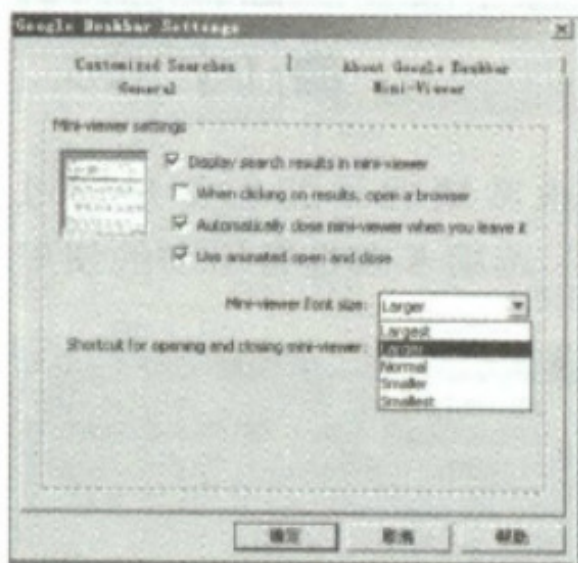 Google Deskbar Settings
Customized Searches
About Google Deskbar
General
Mini-Viewer
Mini-viewer settings
Display search results in mini-viewer
When clicking on results, open a browser
Automatically close mini-viewer when you leave it
Use animated open and close
Mini-viewer font size:
Larger
Largest
Larger
Normal
Smaller
Smallest
Shortcut for opening and closing mini-viewer:
确定
取消
帮助